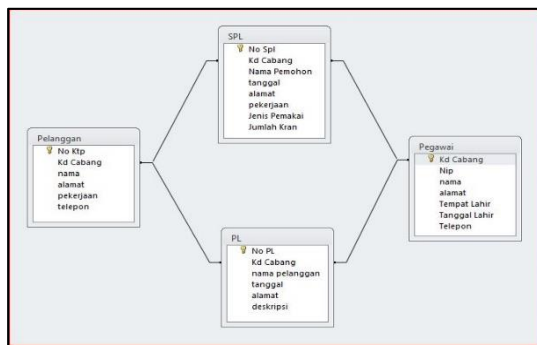 SPL
No Spl
Kd Cabang
Nama Pemohon
tanggal
alamat
pekerjaan
Jenis Pemakai
Jumlah Kran
Pelanggan
No Ktp
Kd Cabang
nama
alamat
pekerjaan
telepon
Pegawai
Kd Cabang
Nip
nama
alamat
Tempat Lahir
Tanggal Lahir
Telepon
PL
No PL
Kd Cabang
nama pelanggan
tanggal
alamat
deskripsi